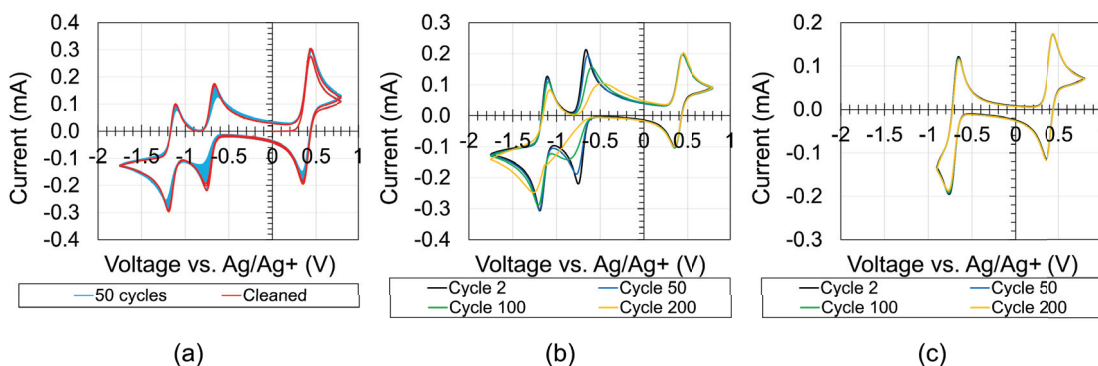 0.4
0.3
0.2
0.1
0.0
-0.1
-0.2
-0.3
-0.4
-2 -1.5 -1 -0.5 0 0.5 1
Current (mA)
Voltage vs. Ag/Ag+ (V)
50 cycles Cleaned
(a)
0.3
0.2
0.1
0.0
-0.1
-0.2
-0.3
-0.4
-2 -1.5 -1 -0.5 0 0.5 1
Current (mA)
Voltage vs. Ag/Ag+ (V)
Cycle 2 Cycle 50
Cycle 100 Cycle 200
(b)
0.2
0.1
0.0
-0.1
-0.2
-0.3
-2 -1.5 -1 -0.5 0 0.5 1
Current (mA)
Voltage vs. Ag/Ag+ (V)
Cycle 2 Cycle 50
Cycle 100 Cycle 200
(c)